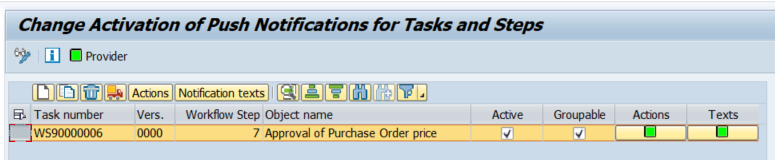 Change Activation of Push Notifications for Tasks and Steps
Provider
Actions Notification texts
Task number Vers. Workflow Step Object name Active Groupable Actions Texts
WS90000006 0000 7 Approval of Purchase Order price